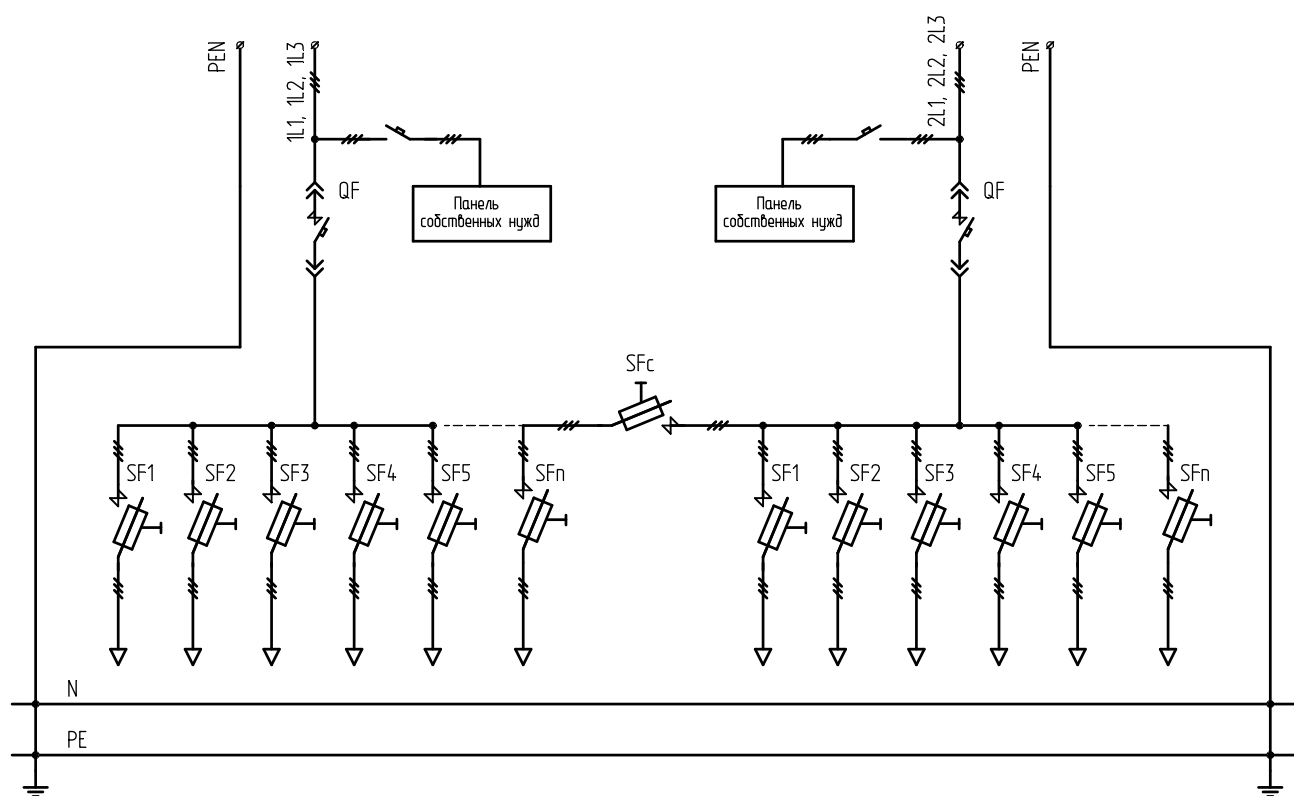 PEN
1L1, 1L2, 1L3
2L1, 2L2, 2L3
PEN
QF
Панель
собственных нужд
Панель
собственных нужд
QF
SFc
SF1
SF2
SF3
SF4
SF5
SFn
SF1
SF2
SF3
SF4
SF5
SFn
N
PE